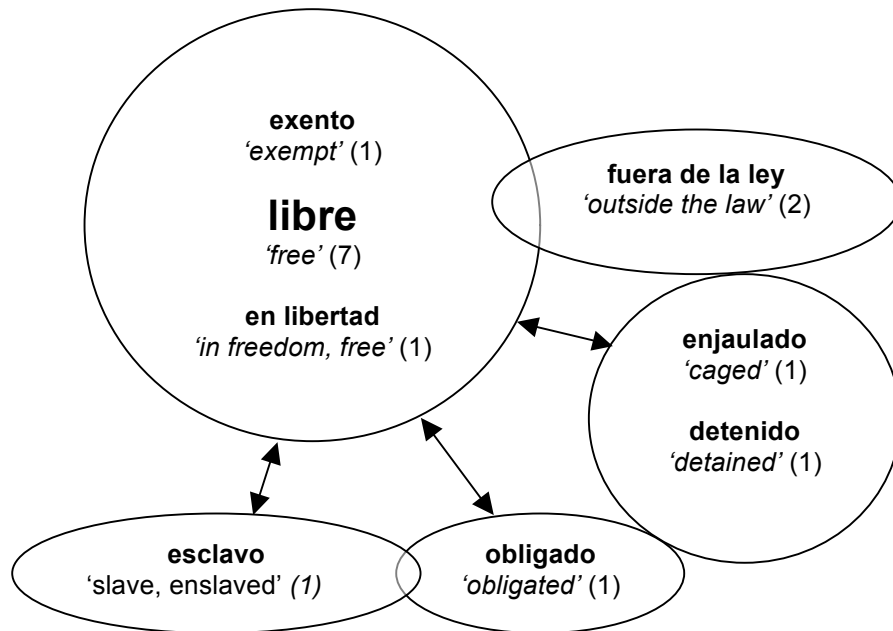 exento
‘exempt’ (1)
libre
‘free’ (7)
en libertad
‘in freedom, free’ (1)
fuera de la ley
‘outside the law’ (2)
enjaulado
‘caged’ (1)
detenido
‘detained’ (1)
esclavo
‘slave, enslaved’ (1)
obligado
‘obligated’ (1)